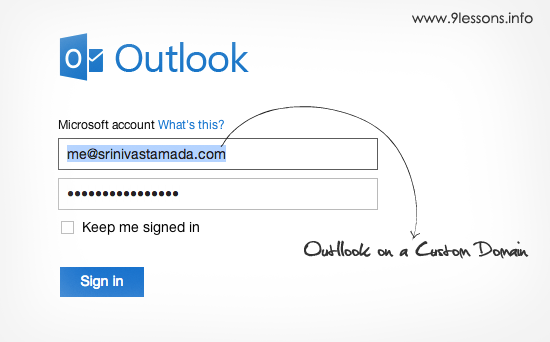 www.9lessons.info
Outlook
Microsoft account What's this?
me@srinivastamada.com
Keep me signed in
Outllook on a Custom Domain
Sign in